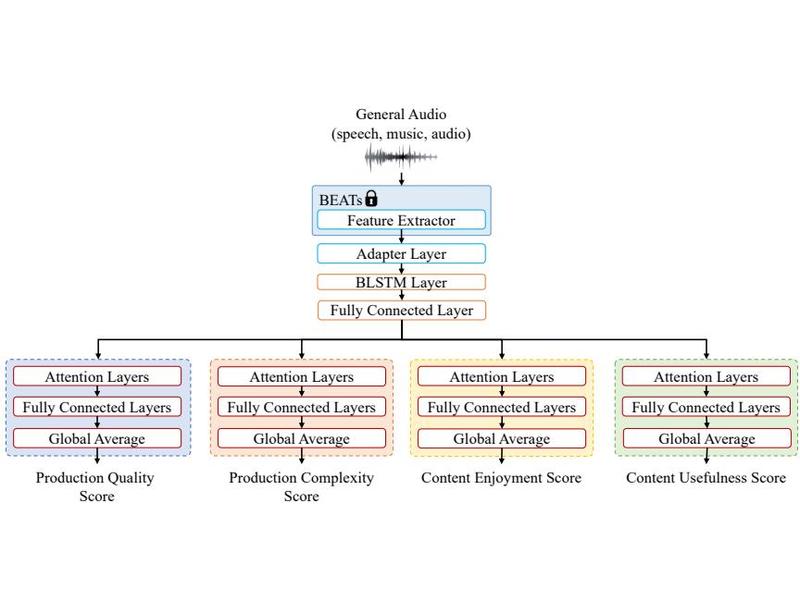 General Audio
(speech, music, audio)
BEATs
Feature Extractor
Adapter Layer
BLSTM Layer
Fully Connected Layer
Attention Layers
Fully Connected Layers
Global Average
Production Quality
Score
Attention Layers
Fully Connected Layers
Global Average
Production Complexity
Score
Attention Layers
Fully Connected Layers
Global Average
Content Enjoyment Score
Attention Layers
Fully Connected Layers
Global Average
Content Usefulness Score